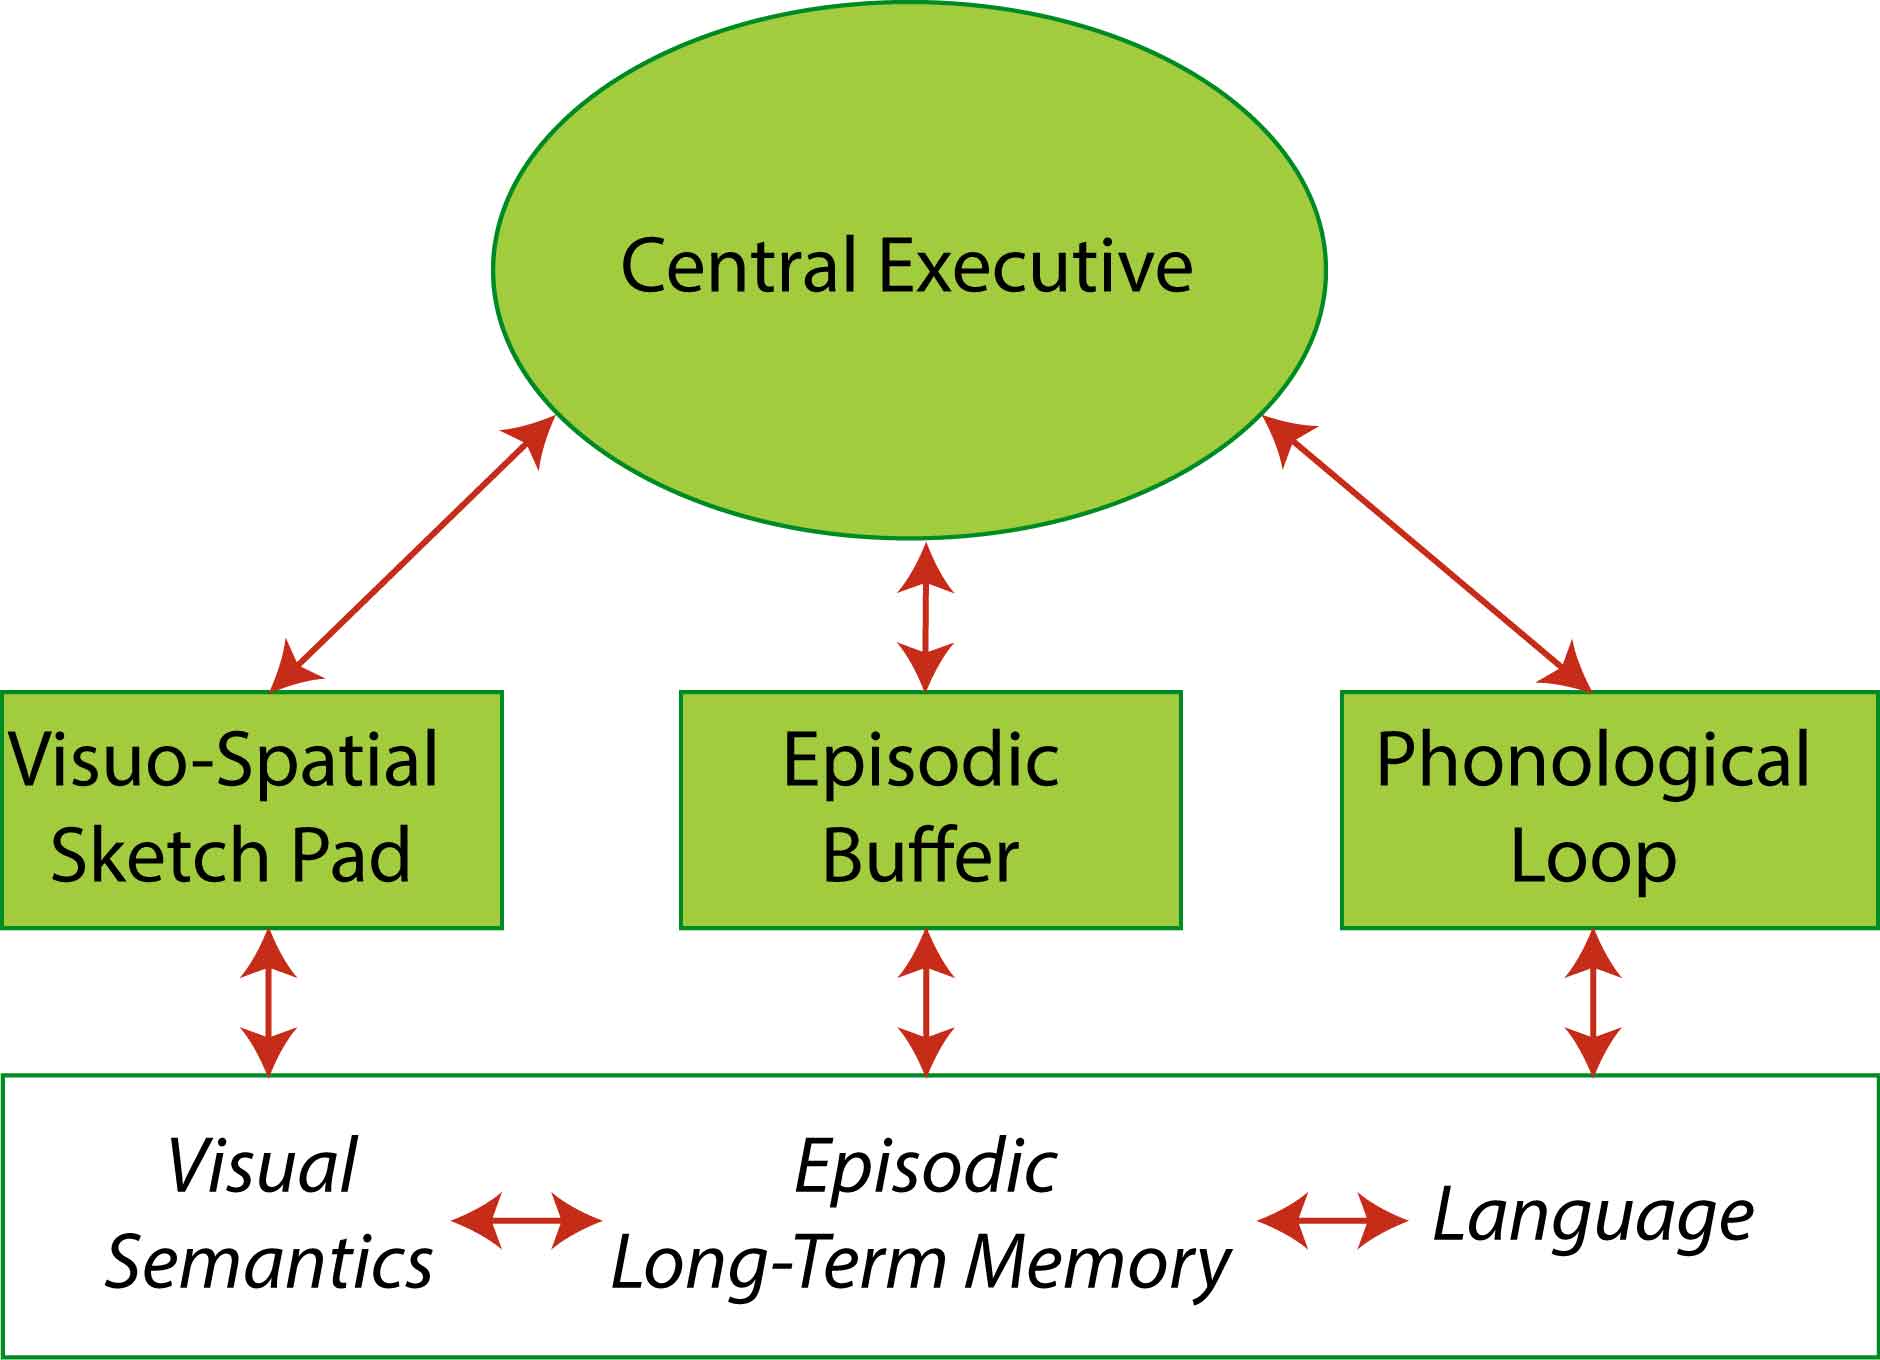 Central Executive
Visuo-Spatial
Sketch Pad
Episodic
Buffer
Phonological
Loop
Visual
Semantics
Episodic
Long-Term Memory
Language